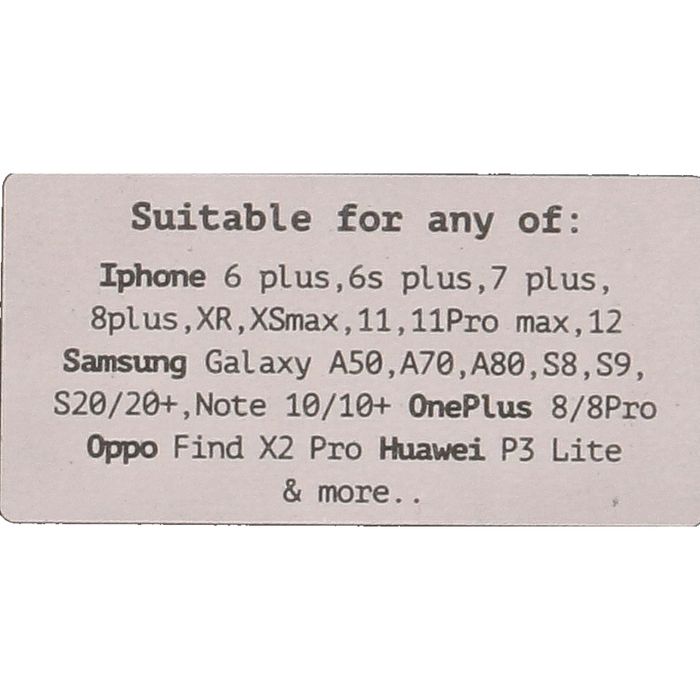 Suitable for any of:
Iphone 6 plus,6s plus,7 plus,
8plus,XR,XSmax,11,11Pro max,12
Samsung Galaxy A50,A70,A80,S8,S9,
S20/20+,Note 10/10+ OnePlus 8/8Pro
Oppo Find X2 Pro Huawei P3 Lite
& more..